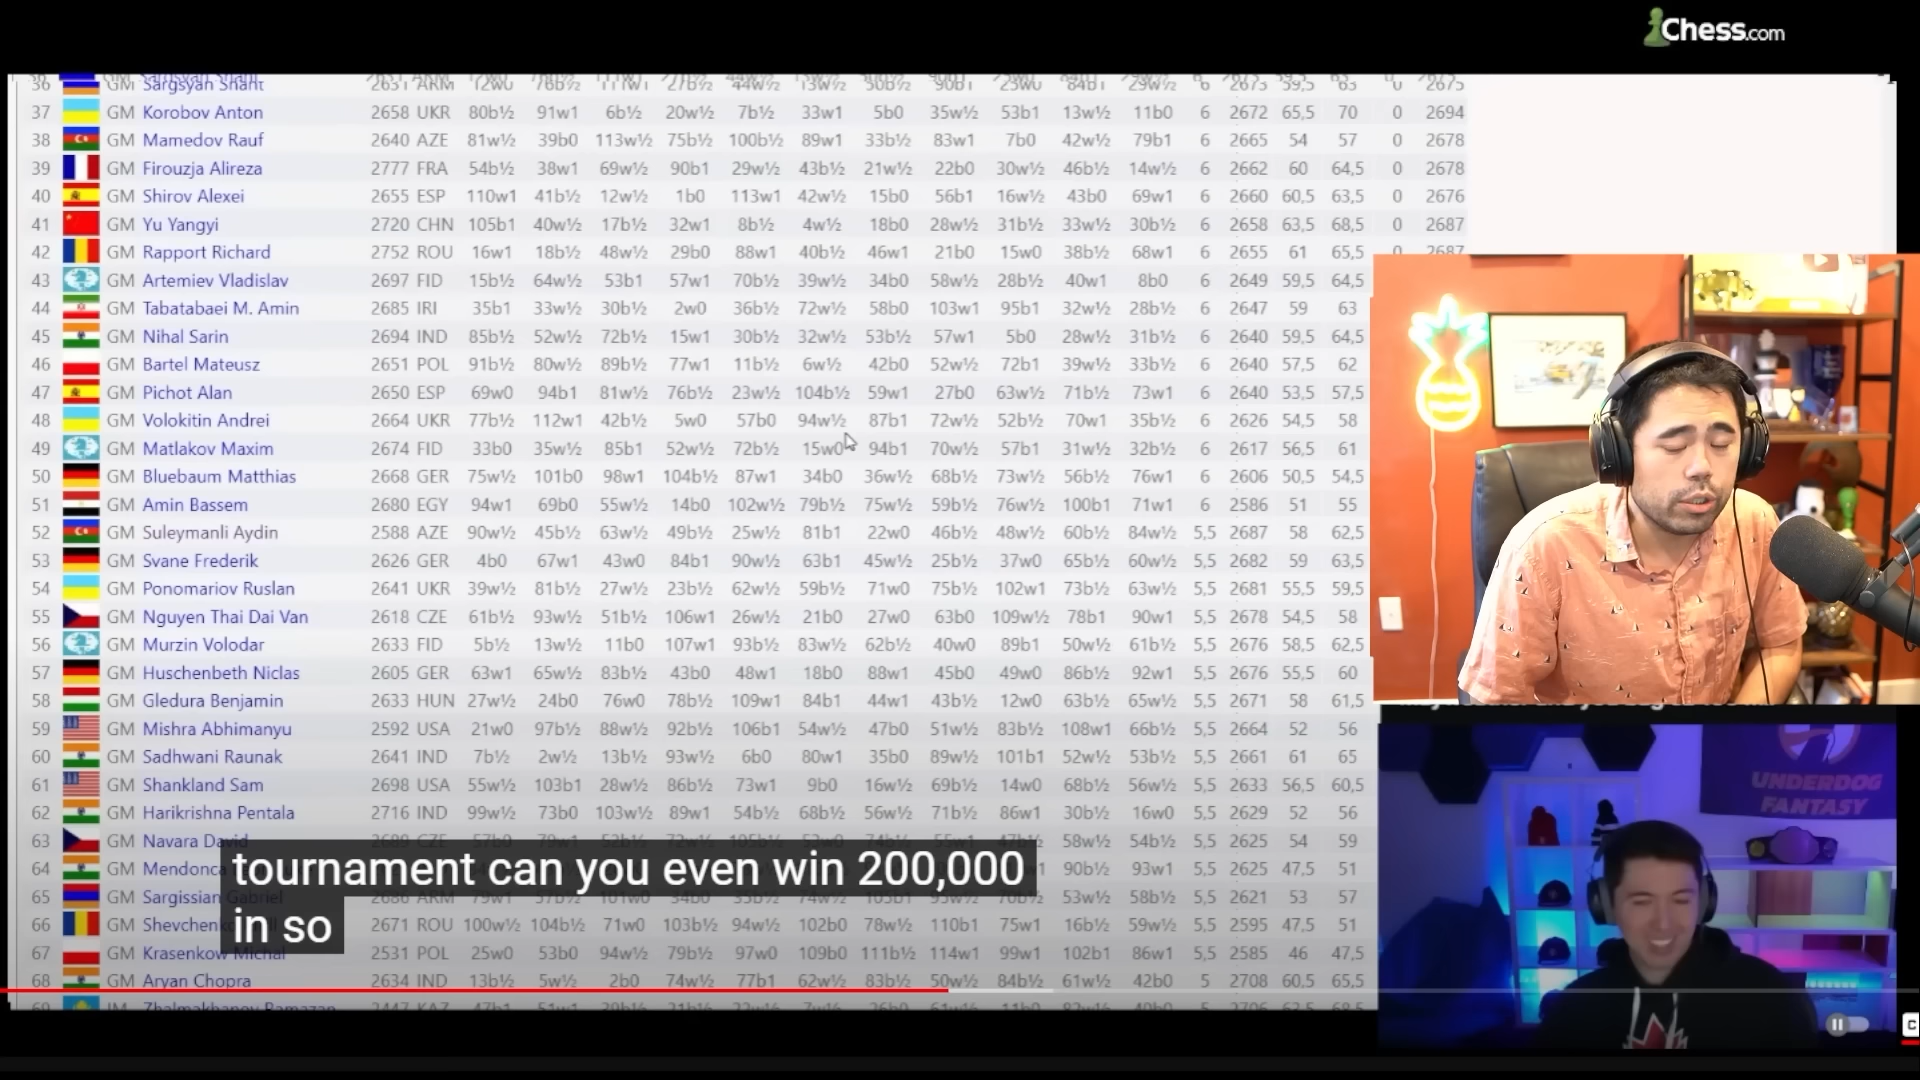 Chess.com
36 GM Sargsyan Shant 2651 ARM 12w0 76b½ 111w1 27b½ 44w½ 13w½ 50b½ 90b1 25w0 84b1 29w½ 6 2673 59,5 63 0 2675
37 GM Korobov Anton 2658 UKR 80b½ 91w1 6b½ 20w½ 7b½ 33w1 5b0 35w½ 53b1 13w½ 11b0 6 2672 65,5 70 0 2694
38 GM Mamedov Rauf 2640 AZE 81w½ 39b0 113w½ 75b½ 100b½ 89w1 33b½ 83w1 7b0 42w½ 79b1 6 2665 54 57 0 2678
39 GM Firouzja Alireza 2777 FRA 54b½ 38w1 69w½ 90b1 29w½ 43b½ 21w½ 22b0 30w½ 46b½ 14w½ 6 2662 60 64,5 0 2678
40 GM Shirov Alexei 2655 ESP 110w1 41b½ 12w½ 1b0 113w1 42w½ 15b0 56b1 16w½ 43b0 69w1 6 2660 60,5 63,5 0 2676
41 GM Yu Yangyi 2720 CHN 105b1 40w½ 17b½ 32w1 8b½ 4w½ 18b0 28w½ 31b½ 33w½ 30b½ 6 2658 63,5 68,5 0 2687
42 GM Rapport Richard 2752 ROU 16w1 18b½ 48w½ 29b0 88w1 40b½ 46w1 21b0 15w0 38b½ 68w1 6 2655 61 65,5 0 2687
43 GM Artemiev Vladislav 2697 FID 15b½ 64w½ 53b1 57w1 70b½ 39w½ 34b0 58w½ 28b½ 40w1 8b0 6 2649 59,5 64,5
44 GM Tabatabaei M. Amin 2685 IRI 35b1 33w½ 30b½ 2w0 36b½ 72w½ 58b0 103w1 95b1 32w½ 28b½ 6 2647 59 63
45 GM Nihal Sarin 2694 IND 85b½ 52w½ 72b½ 15w1 30b½ 32w½ 53b½ 57w1 5b0 28w½ 31b½ 6 2640 59,5 64,5
46 GM Bartel Mateusz 2651 POL 91b½ 80w½ 89b½ 77w1 11b½ 6w½ 42b0 52w½ 72b1 39w½ 33b½ 6 2640 57,5 62
47 GM Pichot Alan 2650 ESP 69w0 94b1 81w½ 76b½ 23w½ 104b½ 59w1 27b0 63w½ 71b½ 73w1 6 2640 53,5 57,5
48 GM Volokitin Andrei 2664 UKR 77b½ 112w1 42b½ 5w0 57b0 94w½ 87b1 72w½ 52b½ 70w1 35b½ 6 2626 54,5 58
49 GM Matlakov Maxim 2674 FID 33b0 35w½ 85b1 52w½ 72b½ 15w0 94b1 70w½ 57b1 31w½ 32b½ 6 2617 56,5 61
50 GM Bluebaum Matthias 2668 GER 75w½ 101b0 98w1 104b½ 87w1 34b0 36w½ 68b½ 73w½ 56b½ 76w1 6 2606 50,5 54,5
51 GM Amin Bassem 2680 EGY 94w1 69b0 55w½ 14b0 102w½ 79b½ 75w½ 59b½ 76w½ 100b1 71w1 6 2586 51 55
52 GM Suleymanli Aydin 2588 AZE 90w½ 45b½ 63w½ 49b½ 25w½ 81b1 22w0 46b½ 48w½ 60b½ 84w½ 5,5 2687 58 62,5
53 GM Svane Frederik 2626 GER 4b0 67w1 43w0 84b1 90w½ 63b1 45w½ 25b½ 37w0 65b½ 60w½ 5,5 2682 59 63,5
54 GM Ponomariov Ruslan 2641 UKR 39w½ 81b½ 27w½ 23b½ 62w½ 59b½ 71w0 75b½ 102w1 73b½ 63w½ 5,5 2681 55,5 59,5
55 GM Nguyen Thai Dai Van 2618 CZE 61b½ 93w½ 51b½ 106w1 26w½ 21b0 27w0 63b0 109w½ 78b1 90w1 5,5 2678 54,5 58
56 GM Murzin Volodar 2633 FID 5b½ 13w½ 11b0 107w1 93b½ 83w½ 62b½ 40w0 89b1 50w½ 61b½ 5,5 2676 58,5 62,5
57 GM Huschenbeth Niclas 2605 GER 63w1 65w½ 83b½ 43b0 48w1 18b0 88w1 45b0 49w0 86b½ 92w1 5,5 2676 55,5 60
58 GM Gledura Benjamin 2633 HUN 27w½ 24b0 76w0 78b½ 109w1 84b1 44w1 43b½ 12w0 63b½ 65w½ 5,5 2671 58 61,5
59 GM Mishra Abhimanyu 2592 USA 21w0 97b½ 88w½ 92b½ 106b1 54w½ 47b0 51w½ 83b½ 108w1 66b½ 5,5 2664 52 56
60 GM Sadhwani Raunak 2641 IND 7b½ 2w½ 13b½ 93w½ 6b0 80w1 35b0 89w½ 101b1 52w½ 53b½ 5,5 2661 61 65
61 GM Shankland Sam 2698 USA 55w½ 103b1 28w½ 86b½ 73w1 9b0 16w½ 69b½ 14w0 68b½ 56w½ 5,5 2633 56,5 60,5
62 GM Harikrishna Pentala 2716 IND 99w½ 73b0 103w½ 89w1 54b½ 68b½ 56w½ 71b½ 86w1 30b½ 16w0 5,5 2629 52 56
63 GM Navara David 58w½ 54b½ 5,5 2625 54 59
64 GM Mendonca 90b½ 93w1 5,5 2625 47,5 51
65 GM Sargissian 53w½ 58b½ 5,5 2621 53 57
66 GM Shevchenk 2671 ROU 100w½ 104b½ 71w0 103b½ 94w½ 102b0 78w½ 110b1 75w1 16b½ 59w½ 5,5 2595 47,5 51
67 GM Krasenkow Michal 2531 POL 25w0 53b0 94w½ 79b½ 97w0 109b0 111b½ 114w1 99w1 102b1 86w1 5,5 2585 46 47,5
68 GM Aryan Chopra 2634 IND 13b½ 5w½ 2b0 74w½ 77b1 62w½ 83b½ 50w½ 84b½ 61w½ 42b0 5 2708 60,5 65,5
tournament can you even win 200,000
in so
UNDERDOG
FANTASY